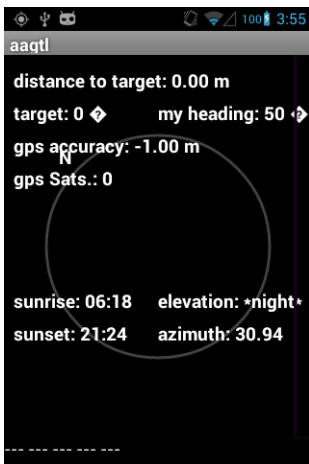 100 3:55
aagtl
distance to target: 0.00 m
target: 0 � my heading: 50 �
gps accuracy: -1.00 m
N
gps Sats.: 0
sunrise: 06:18 elevation: *night*
sunset: 21:24 azimuth: 30.94
--- --- --- --- ---